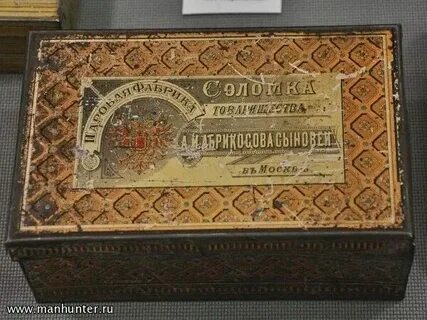 Паровая Фабрика
Соломка
Товарищества
А.И.Абрикосова Сыновей
въ Москвѣ
www.manhunter.ru